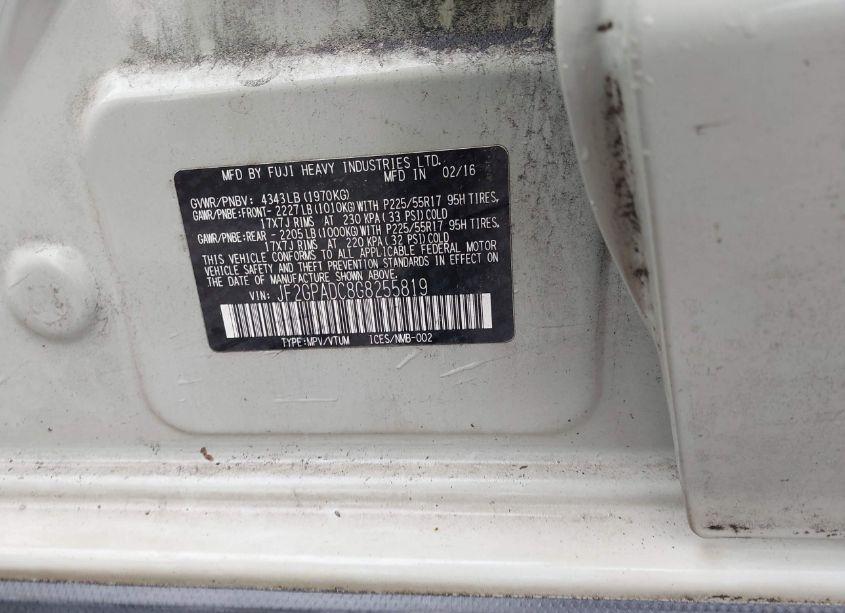 MFD BY FUJI HEAVY INDUSTRIES LTD.
MFD IN 02/16
GVWR/PNBV: 4343LB(1970KG)
GAWR/PNBE:FRONT- 2227LB(1010KG)WITH P225/55R17 95H TIRES,
17X7J RIMS AT 230 KPA(33 PSI)COLD
GAWR/PNBE:REAR - 2205LB(1000KG)WITH P225/55R17 95H TIRES,
17X7J RIMS AT 220 KPA(32 PSI)COLD
THIS VEHICLE CONFORMS TO ALL APPLICABLE FEDERAL MOTOR
VEHICLE SAFETY AND THEFT PREVENTION STANDARDS IN EFFECT ON
THE DATE OF MANUFACTURE SHOWN ABOVE.
VIN: JF2GPADC8G8255819
TYPE:MPV/VTUM ICES/NMB-002